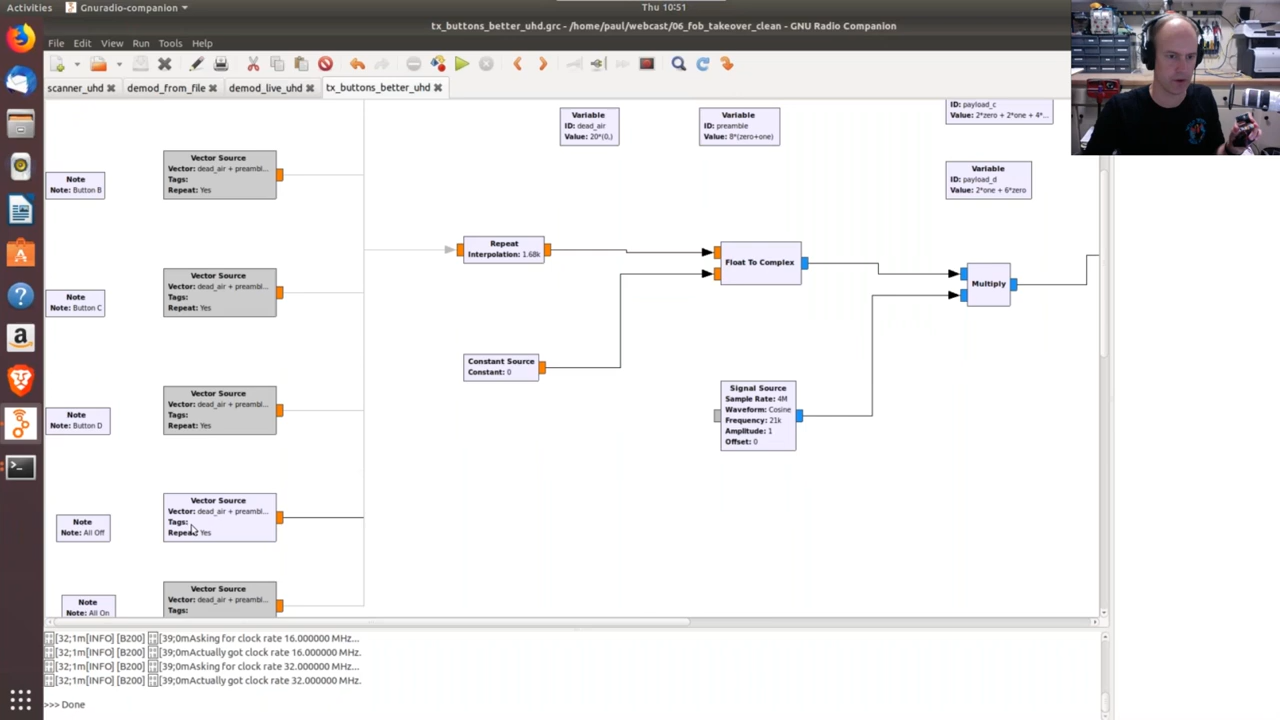 Activities
Gnuradio-companion
Thu 10:51
tx_buttons_better_uhd.grc - /home/paul/webcast/06_fob_takeover_clean - GNU Radio Companion
File Edit View Run Tools Help
scanner_uhd
demod_from_file
demod_live_uhd
tx_buttons_better_uhd
Variable
ID: dead_air
Value: 20*(0,)
Variable
ID: preamble
Value: 8*(zero+one)
ID: payload_c
Value: 2*zero + 2*one + 4*...
Variable
ID: payload_d
Value: 2*one + 6*zero
Note
Note: Button B
Vector Source
Vector: dead_air + preambl...
Tags:
Repeat: Yes
Repeat
Interpolation: 1.68k
Float To Complex
Multiply
Note
Note: Button C
Vector Source
Vector: dead_air + preambl...
Tags:
Repeat: Yes
Constant Source
Constant: 0
Signal Source
Sample Rate: 4M
Waveform: Cosine
Frequency: 21k
Amplitude: 1
Offset: 0
Note
Note: Button D
Vector Source
Vector: dead_air + preambl...
Tags:
Repeat: Yes
Note
Note: All Off
Vector Source
Vector: dead_air + preambl...
Tags:
Repeat: Yes
Note
Note: All On
Vector Source
Vector: dead_air + preambl...
Tags:
[32;1m[INFO] [B200] [39;0mAsking for clock rate 16.000000 MHz...
[32;1m[INFO] [B200] [39;0mActually got clock rate 16.000000 MHz.
[32;1m[INFO] [B200] [39;0mAsking for clock rate 32.000000 MHz...
[32;1m[INFO] [B200] [39;0mActually got clock rate 32.000000 MHz.
>>> Done